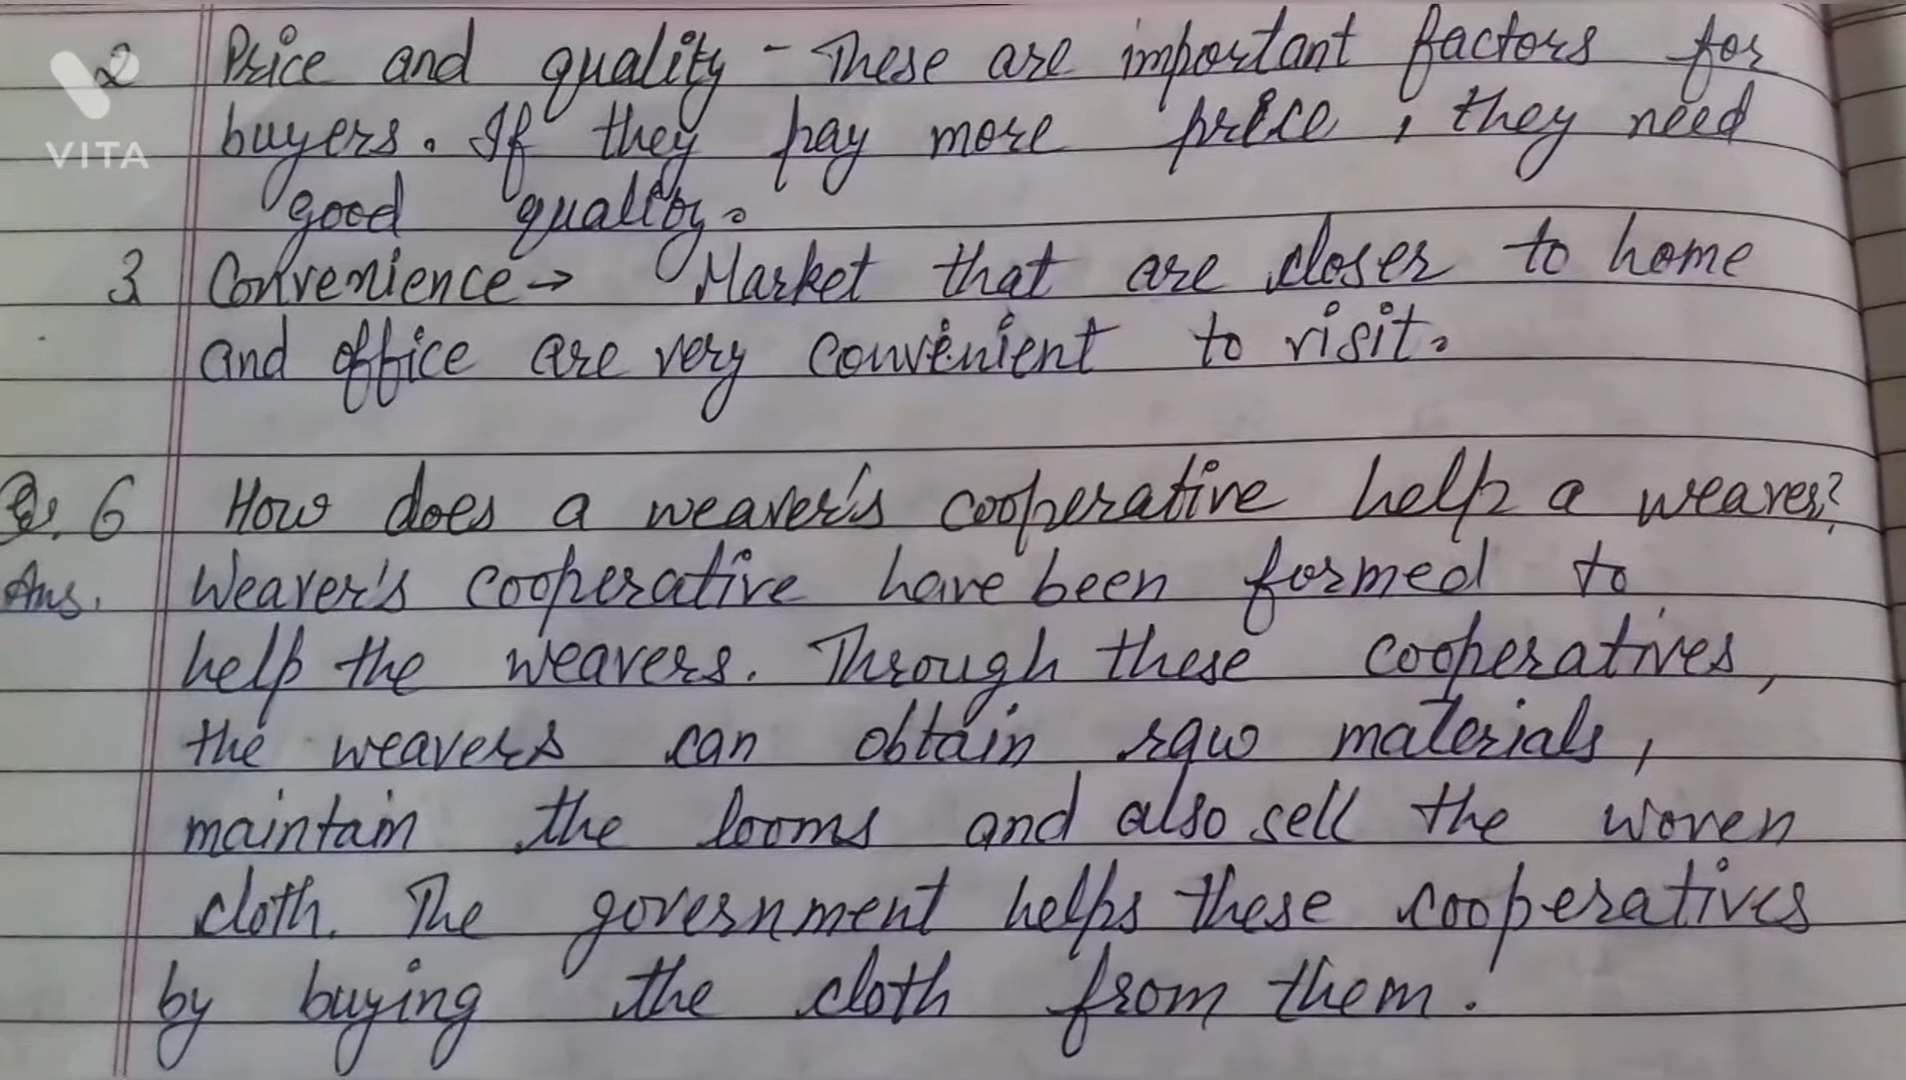 2 Price and quality - These are important factors for
VITA
buyers. If they pay more price, they need
good quality.
3 Convenience → Market that are closer to home
and office are very convenient to visit.
Q. 6 How does a weaver's cooperative help a weaver?
Ans. Weaver's cooperative have been formed to
help the weavers. Through these cooperatives,
the weavers can obtain raw materials,
maintain the looms and also sell the woven
cloth. The government helps these cooperatives
by buying the cloth from them.